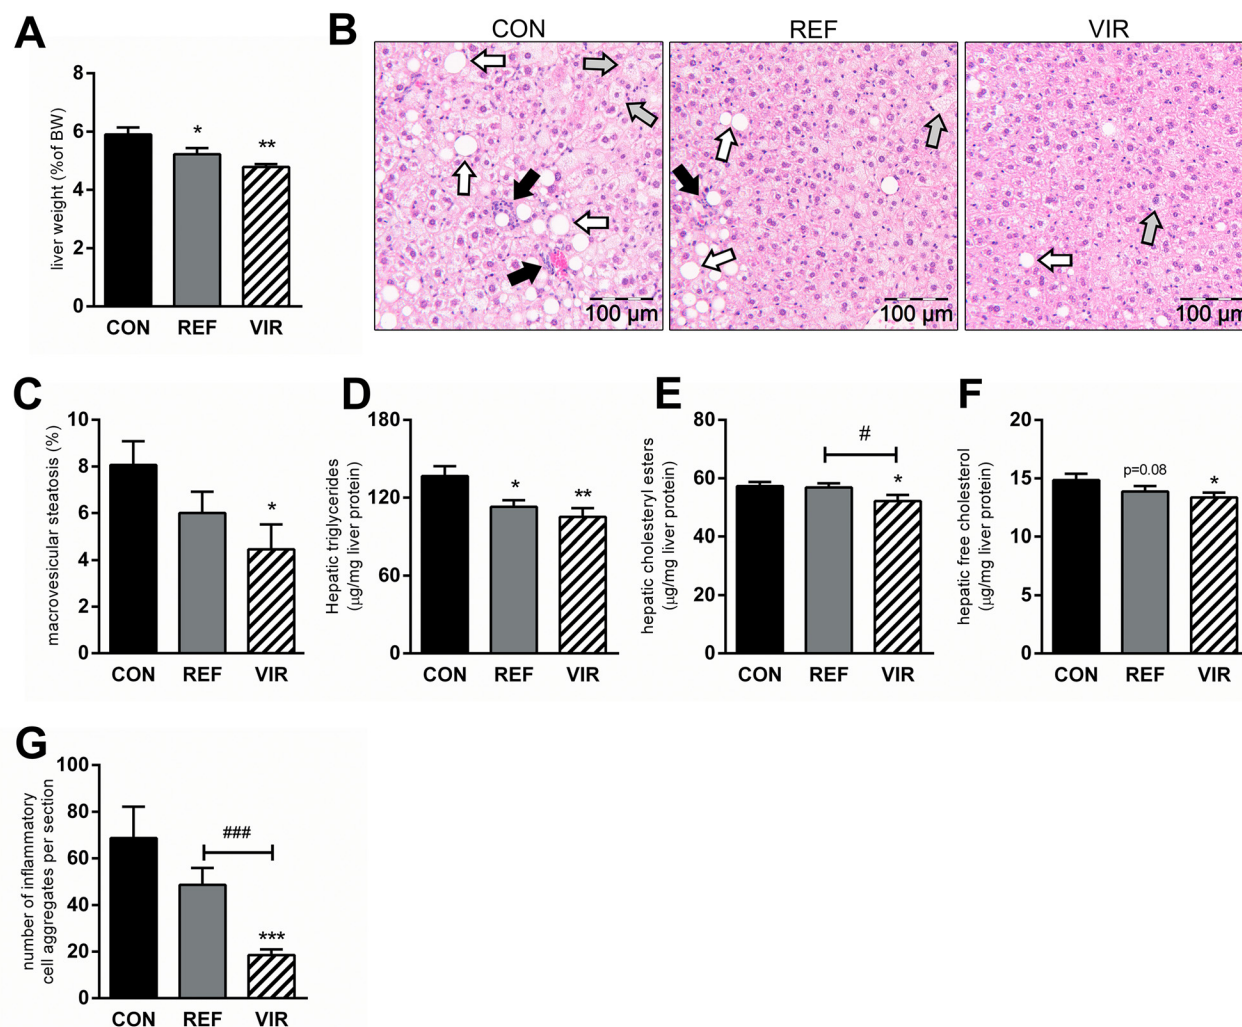 A
8
6
4
2
0
liver weight (%of BW)
*
**
CON REF VIR
B
CON REF VIR
100 µm 100 µm 100 µm
C
10
8
6
4
2
0
macrovesicular steatosis (%)
*
CON REF VIR
D
180
120
60
0
Hepatic triglycerides
(µg/mg liver protein)
*
**
CON REF VIR
E
80
60
40
20
0
hepatic cholesteryl esters
(µg/mg liver protein)
#
*
CON REF VIR
F
20
15
10
5
0
hepatic free cholesterol
(µg/mg liver protein)
p=0.08
*
CON REF VIR
G
100
80
60
40
20
0
number of inflammatory
cell aggregates per section
###
***
CON REF VIR